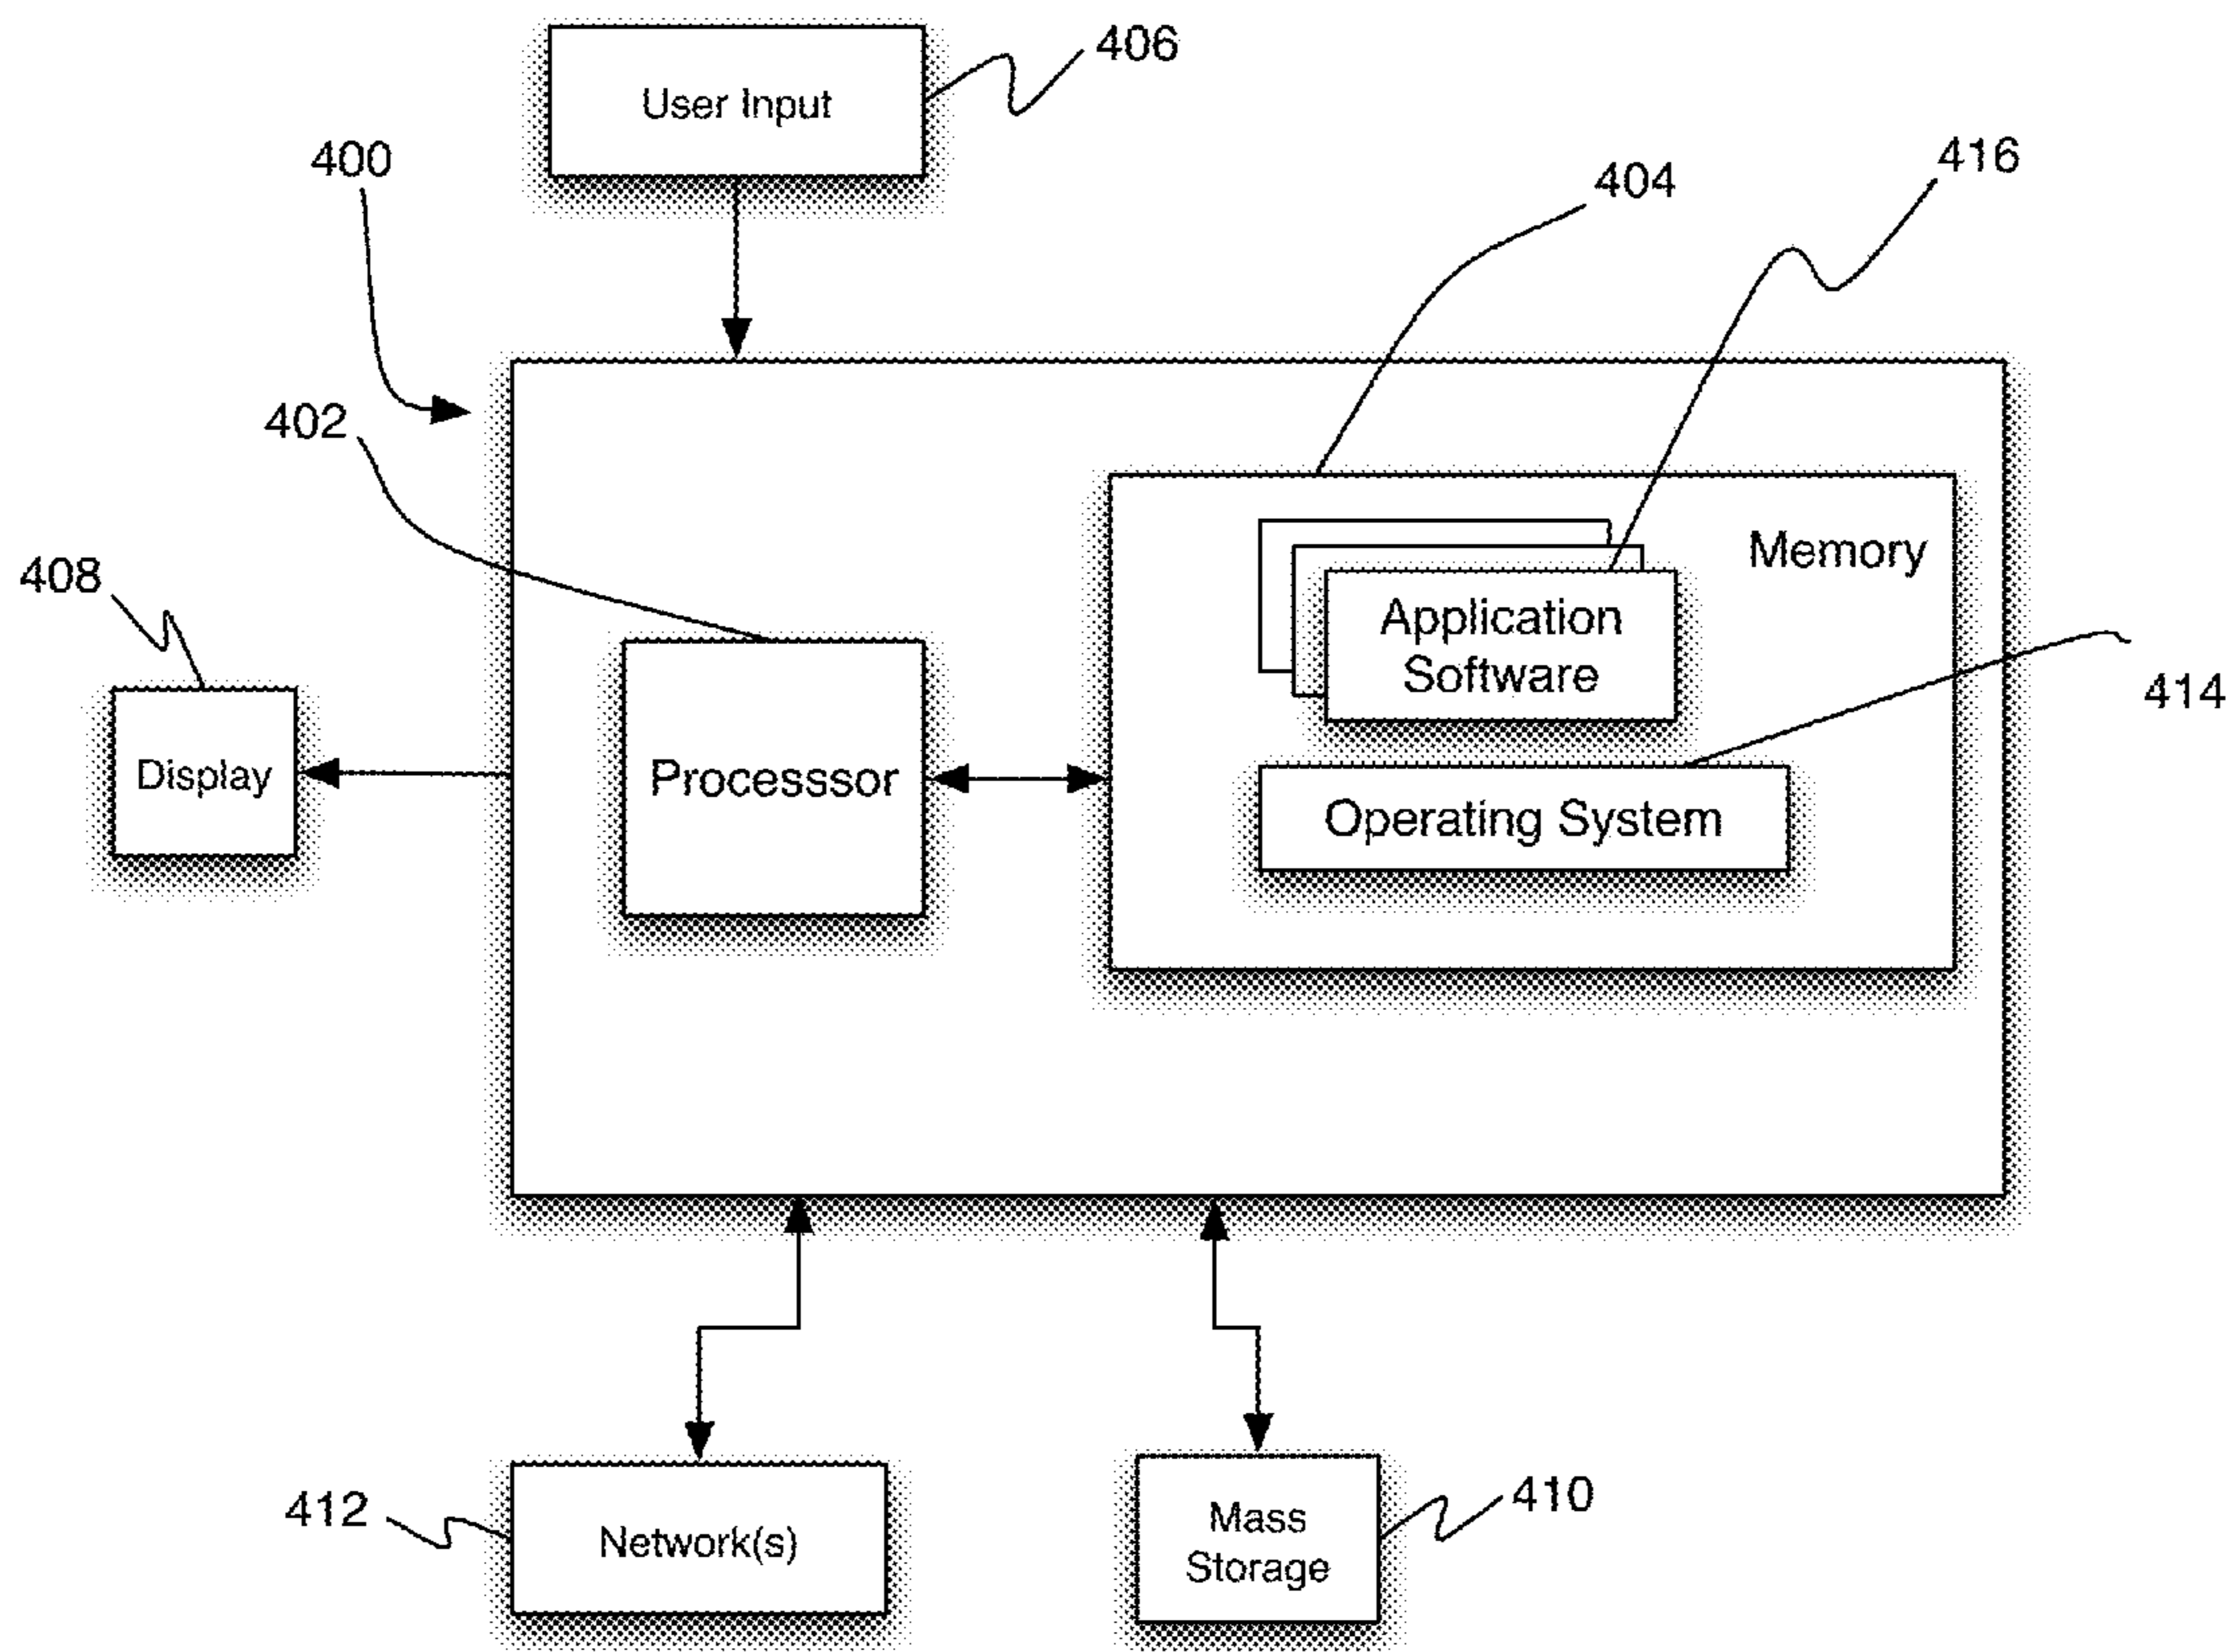 406
User Input
400
416
404
402
Memory
408
Application
Software
414
Display
Processsor
Operating System
412
Network(s)
410
Mass
Storage